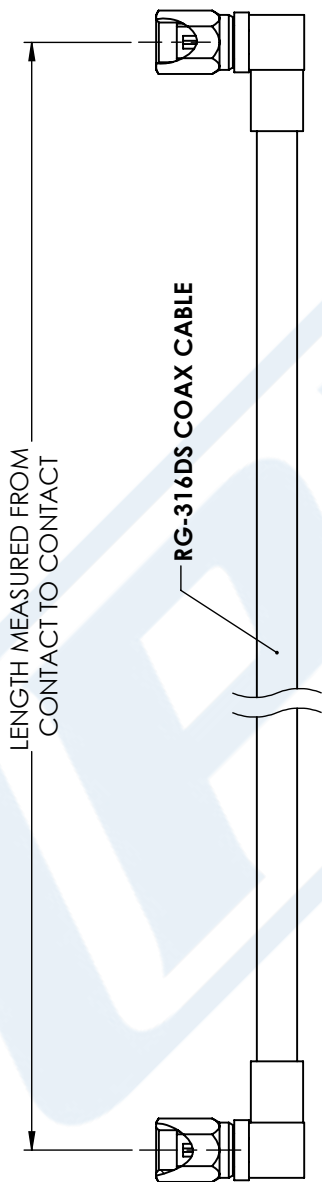 LENGTH MEASURED FROM
CONTACT TO CONTACT
RG-316DS COAX CABLE